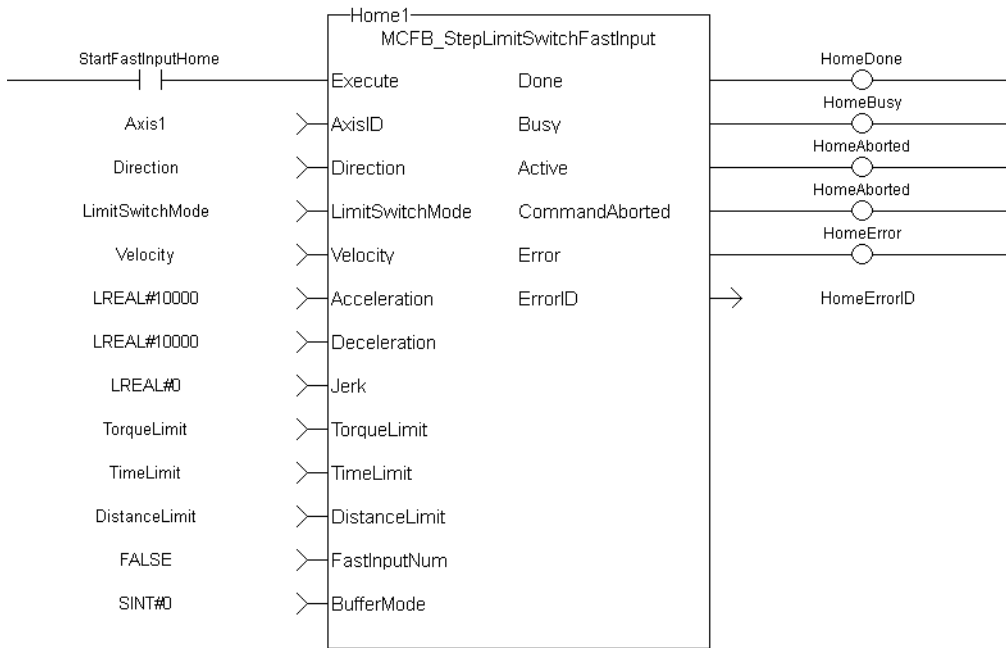 Home1
MCFB_StepLimitSwitchFastInput
StartFastInputHome
Execute
Done
HomeDone
Axis1
AxisID
Busy
HomeBusy
Direction
Direction
Active
HomeAborted
LimitSwitchMode
LimitSwitchMode
CommandAborted
HomeAborted
Velocity
Velocity
Error
HomeError
LREAL#10000
Acceleration
ErrorID
HomeErrorID
LREAL#10000
Deceleration
LREAL#0
Jerk
TorqueLimit
TorqueLimit
TimeLimit
TimeLimit
DistanceLimit
DistanceLimit
FALSE
FastInputNum
SINT#0
BufferMode